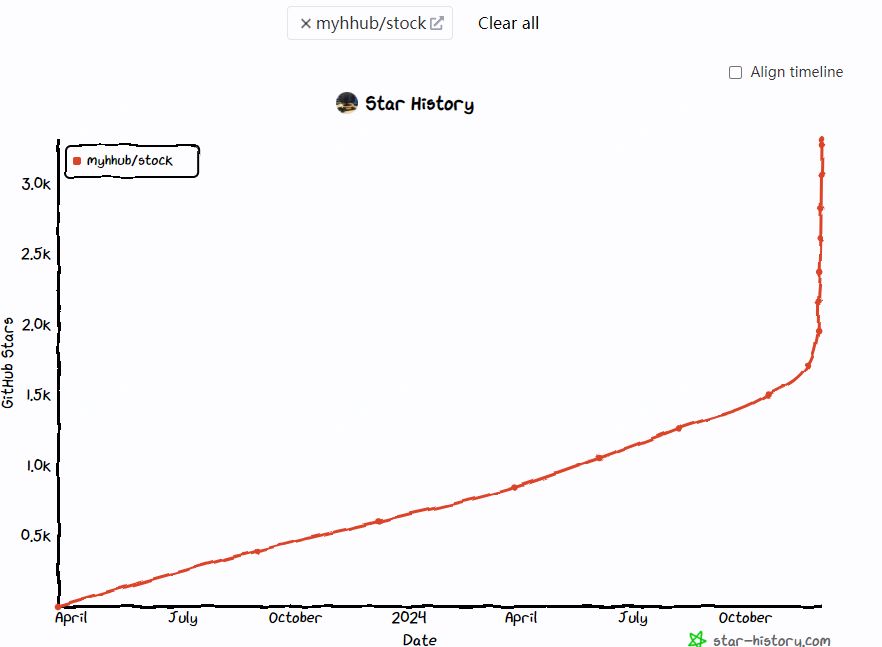 myhhub/stock Clear all
Align timeline
Star History
myhhub/stock
3.0k
2.5k
2.0k
1.5k
1.0k
0.5k
GitHub Stars
April July October 2024 April July October
Date
star-history.com